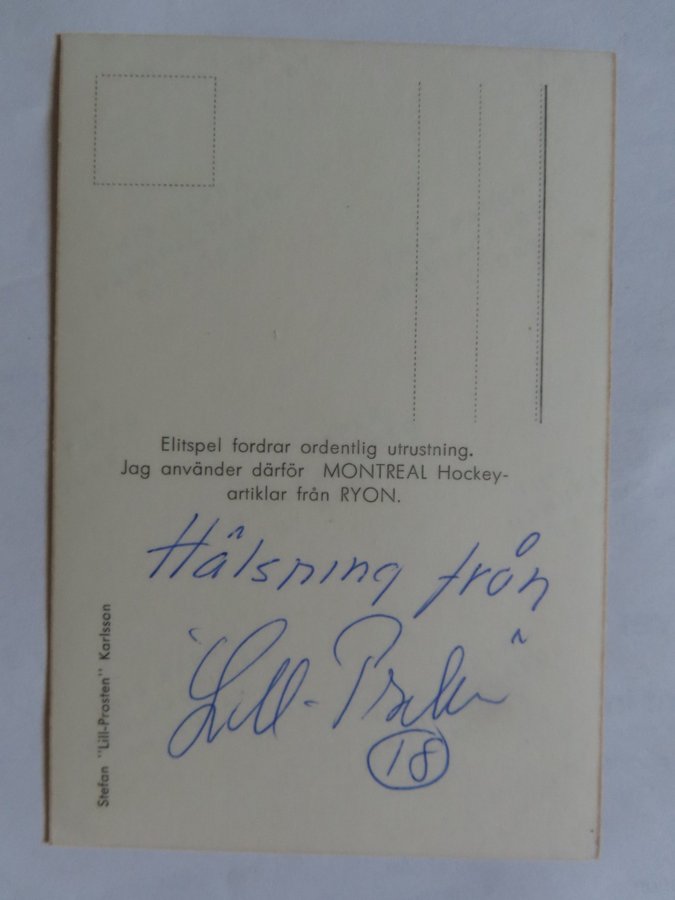 Elitspel fordrar ordentlig utrustning.
Jag använder därför MONTREAL Hockey-
artiklar från RYON.
Hälsning från
"Lill-Prosten"
18
Stefan "Lill-Prosten" Karlsson